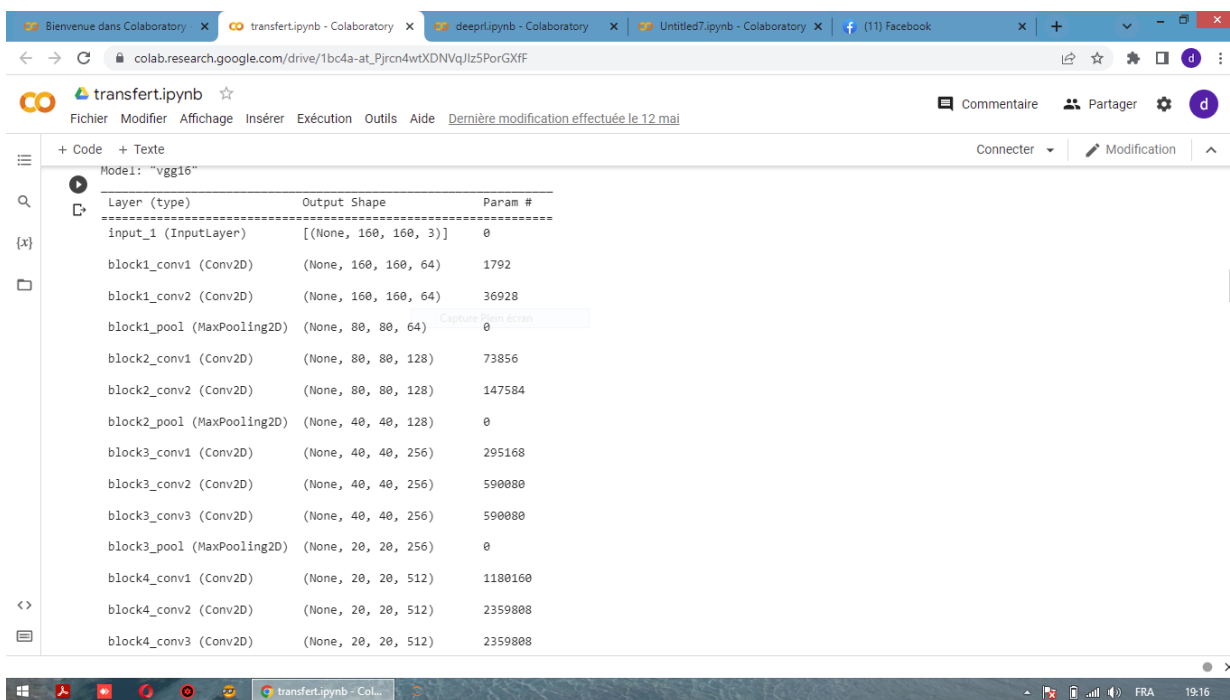 Bienvenue dans Colaboratory
transfert.ipynb - Colaboratory
deeprl.ipynb - Colaboratory
Untitled7.ipynb - Colaboratory
(11) Facebook
colab.research.google.com/drive/1bc4a-at_Pjrcn4wtXDNVqJIz5PorGXfF
d
CO transfert.ipynb
Fichier Modifier Affichage Insérer Exécution Outils Aide Dernière modification effectuée le 12 mai
Commentaire Partager d
+ Code + Texte Connecter Modification
Model: "vgg16"
Layer (type) Output Shape Param #
input_1 (InputLayer) [(None, 160, 160, 3)] 0
block1_conv1 (Conv2D) (None, 160, 160, 64) 1792
block1_conv2 (Conv2D) (None, 160, 160, 64) 36928
Capture Plein écran
block1_pool (MaxPooling2D) (None, 80, 80, 64) 0
block2_conv1 (Conv2D) (None, 80, 80, 128) 73856
block2_conv2 (Conv2D) (None, 80, 80, 128) 147584
block2_pool (MaxPooling2D) (None, 40, 40, 128) 0
block3_conv1 (Conv2D) (None, 40, 40, 256) 295168
block3_conv2 (Conv2D) (None, 40, 40, 256) 590080
block3_conv3 (Conv2D) (None, 40, 40, 256) 590080
block3_pool (MaxPooling2D) (None, 20, 20, 256) 0
block4_conv1 (Conv2D) (None, 20, 20, 512) 1180160
block4_conv2 (Conv2D) (None, 20, 20, 512) 2359808
block4_conv3 (Conv2D) (None, 20, 20, 512) 2359808
{x}
<>
transfert.ipynb - Col...
FRA 19:16